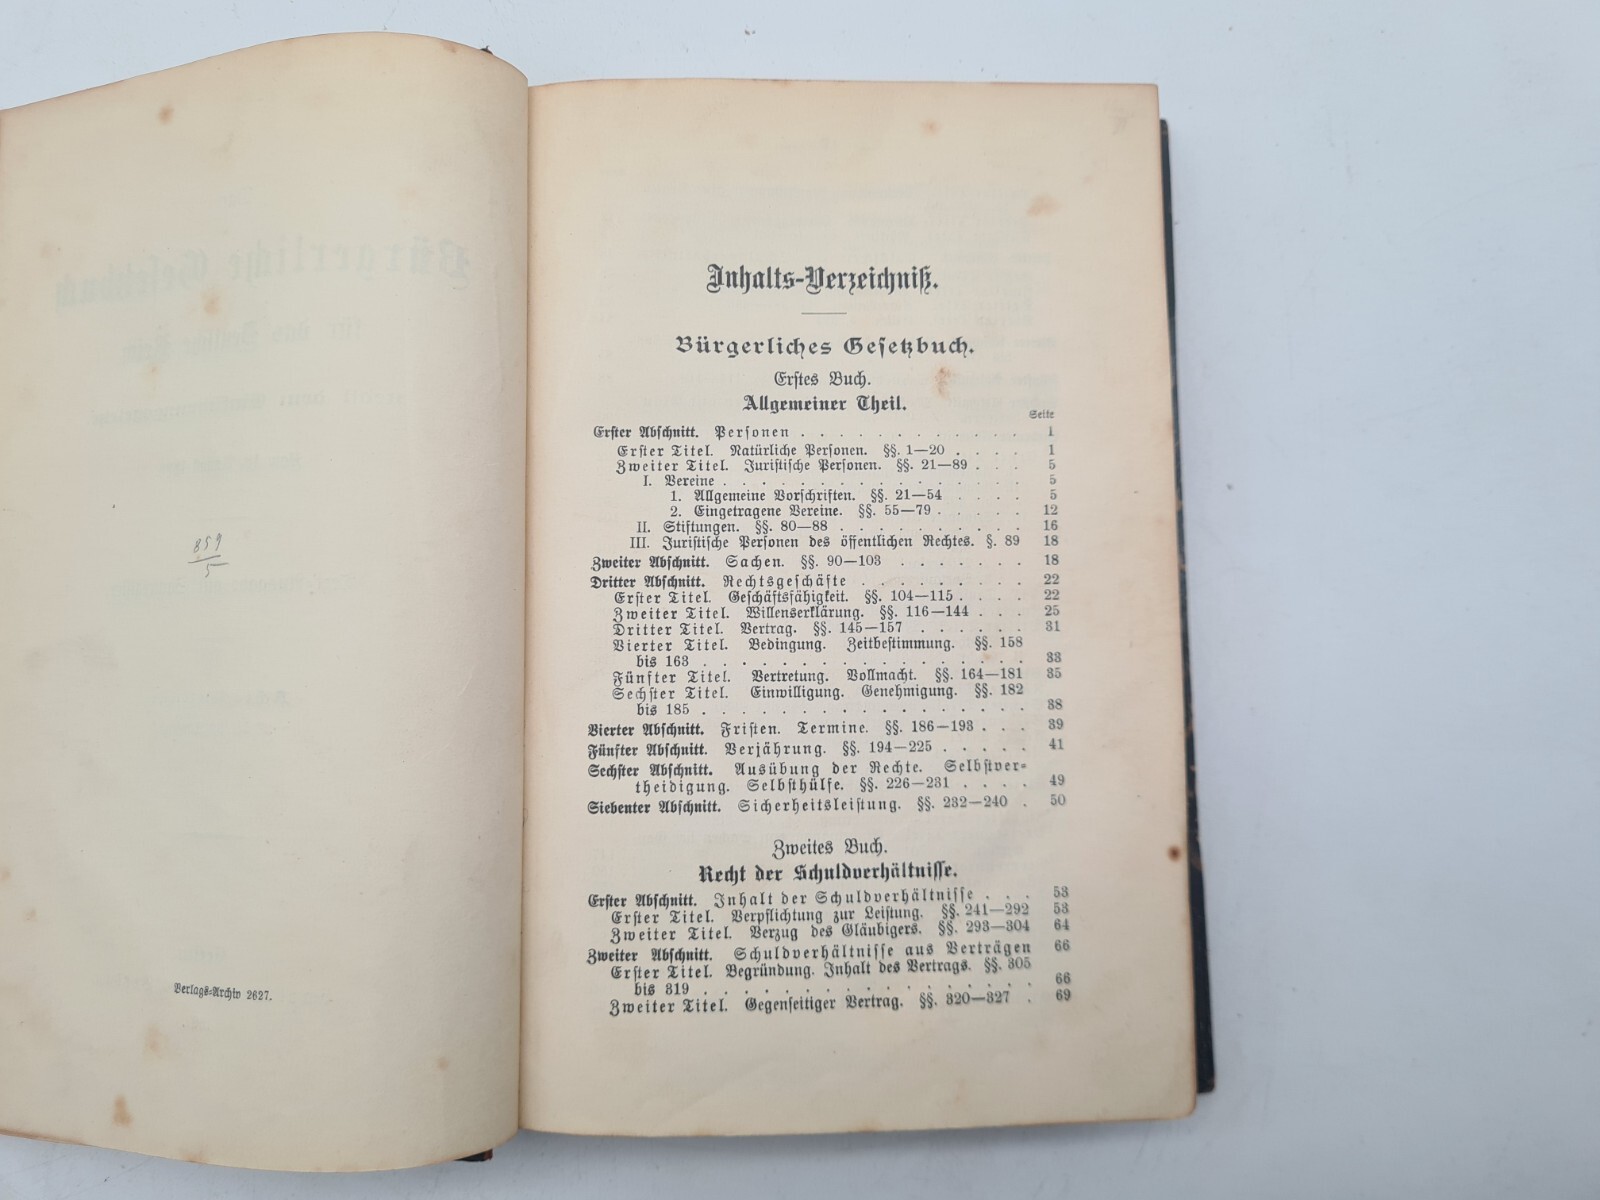 859
5
Verlags-Archiv 2627.
Inhalts-Verzeichniß.
Bürgerliches Gesetzbuch.
Erstes Buch.
Allgemeiner Theil.
Seite
Erster Abschnitt. Personen . . . . . . . . . . . . 1
Erster Titel. Natürliche Personen. §§. 1—20 . . . . 1
Zweiter Titel. Juristische Personen. §§. 21—89 . . . 5
I. Vereine . . . . . . . . . . . . . . . 5
1. Allgemeine Vorschriften. §§. 21—54 . . . . 5
2. Eingetragene Vereine. §§. 55—79 . . . . . 12
II. Stiftungen. §§. 80—88 . . . . . . . . . . 16
III. Juristische Personen des öffentlichen Rechtes. §. 89 18
Zweiter Abschnitt. Sachen. §§. 90—103 . . . . . . . 18
Dritter Abschnitt. Rechtsgeschäfte . . . . . . . . . 22
Erster Titel. Geschäftsfähigkeit. §§. 104—115 . . . . 22
Zweiter Titel. Willenserklärung. §§. 116—144 . . . 25
Dritter Titel. Vertrag. §§. 145—157 . . . . . . 31
Vierter Titel. Bedingung. Zeitbestimmung. §§. 158
bis 163 . . . . . . . . . . . . . . . . 33
Fünfter Titel. Vertretung. Vollmacht. §§. 164—181 35
Sechster Titel. Einwilligung. Genehmigung. §§. 182
bis 185 . . . . . . . . . . . . . . . . 38
Vierter Abschnitt. Fristen. Termine. §§. 186—193 . . . 39
Fünfter Abschnitt. Verjährung. §§. 194—225 . . . . . 41
Sechster Abschnitt. Ausübung der Rechte. Selbstver-
theidigung. Selbsthülfe. §§. 226—231 . . . . 49
Siebenter Abschnitt. Sicherheitsleistung. §§. 232—240 . 50
Zweites Buch.
Recht der Schuldverhältnisse.
Erster Abschnitt. Inhalt der Schuldverhältnisse . . . 53
Erster Titel. Verpflichtung zur Leistung. §§. 241—292 53
Zweiter Titel. Verzug des Gläubigers. §§. 293—304 64
Zweiter Abschnitt. Schuldverhältnisse aus Verträgen 66
Erster Titel. Begründung. Inhalt des Vertrags. §§. 305
bis 319 . . . . . . . . . . . . . . . . 66
Zweiter Titel. Gegenseitiger Vertrag. §§. 320—327 . 69